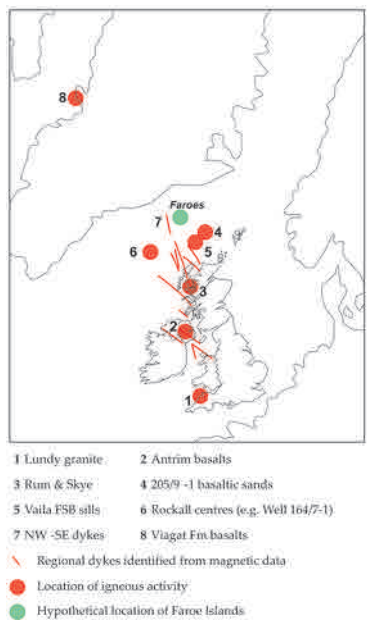 8
Faroes
7
4
6
5
3
2
1
1 Lundy granite 2 Antrim basalts
3 Rum & Skye 4 205/9 -1 basaltic sands
5 Vaila FSB sills 6 Rockall centres (e.g. Well 164/7-1)
7 NW -SE dykes 8 Viagat Fm basalts
Regional dykes identified from magnetic data
Location of igneous activity
Hypothetical location of Faroe Islands